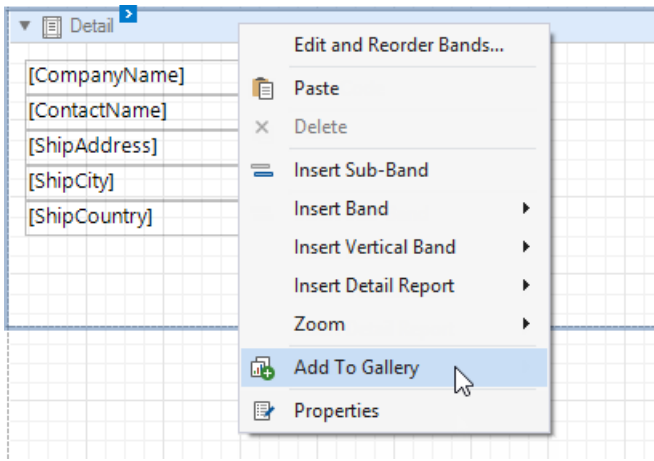 Detail
[CompanyName]
[ContactName]
[ShipAddress]
[ShipCity]
[ShipCountry]
Edit and Reorder Bands...
Paste
Delete
Insert Sub-Band
Insert Band
Insert Vertical Band
Insert Detail Report
Zoom
Add To Gallery
Properties